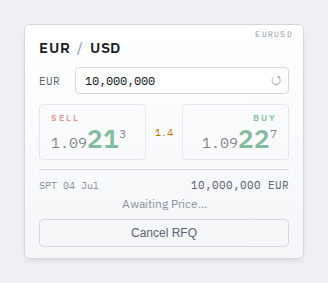 EURUSD
EUR / USD
EUR 10,000,000
SELL BUY
1.09213 1.4 1.09227
SPT 04 Jul 10,000,000 EUR
Awaiting Price...
Cancel RFQ